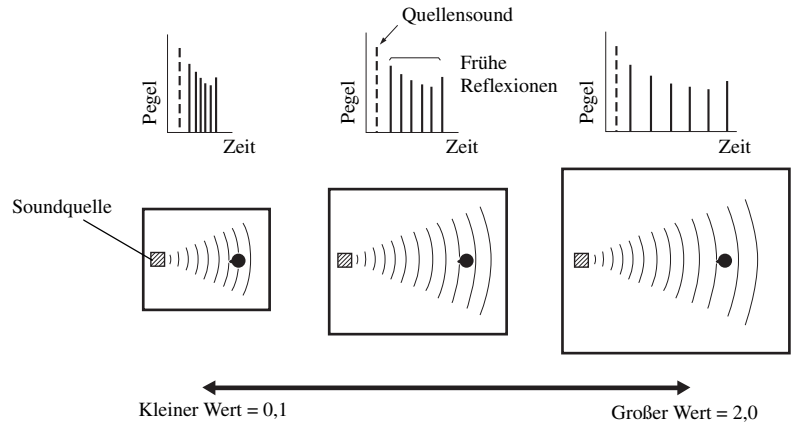 Quellensound
Pegel
Zeit
Pegel
Frühe
Reflexionen
Zeit
Pegel
Zeit
Soundquelle
Kleiner Wert = 0,1
Großer Wert = 2,0